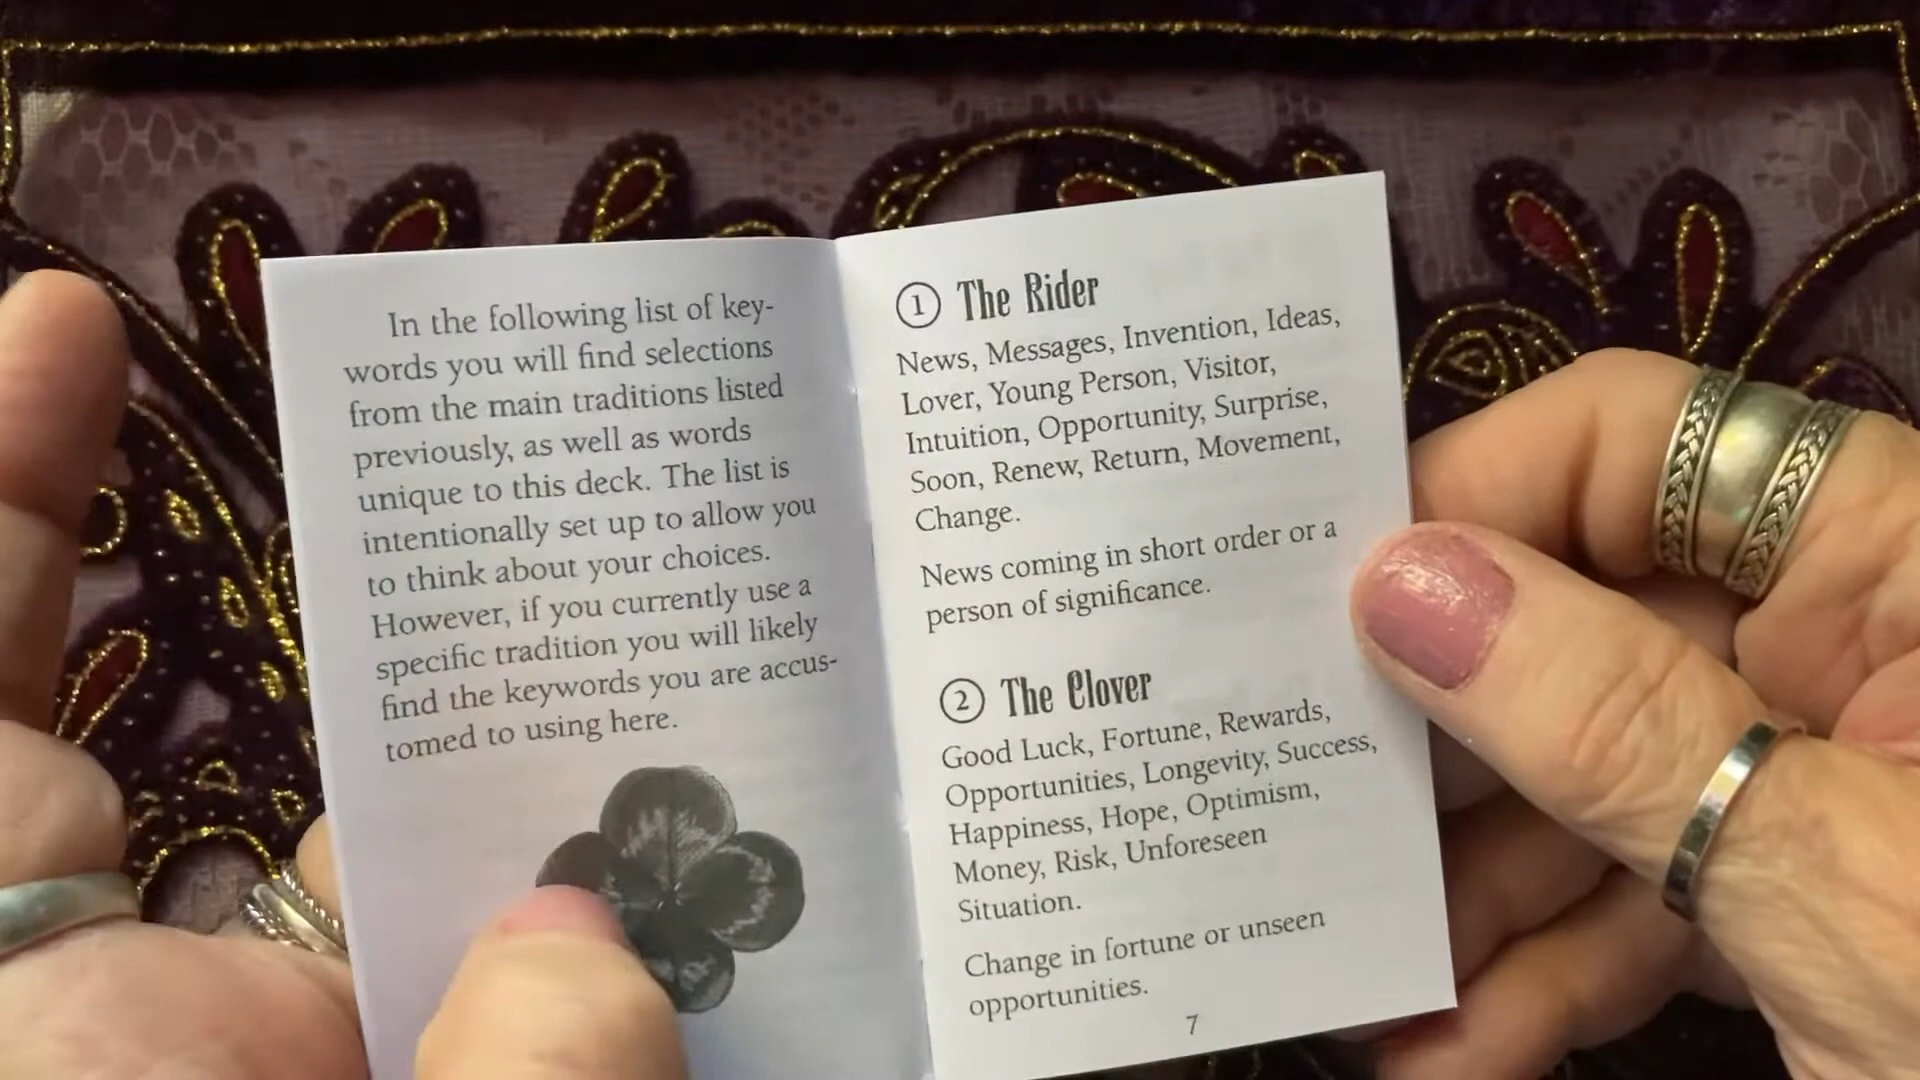 In the following list of key-
words you will find selections
from the main traditions listed
previously, as well as words
unique to this deck. The list is
intentionally set up to allow you
to think about your choices.
However, if you currently use a
specific tradition you will likely
find the keywords you are accus-
tomed to using here.
1 The Rider
News, Messages, Invention, Ideas,
Lover, Young Person, Visitor,
Intuition, Opportunity, Surprise,
Soon, Renew, Return, Movement,
Change.
News coming in short order or a
person of significance.
2 The Clover
Good Luck, Fortune, Rewards,
Opportunities, Longevity, Success,
Happiness, Hope, Optimism,
Money, Risk, Unforeseen
Situation.
Change in fortune or unseen
opportunities.
7